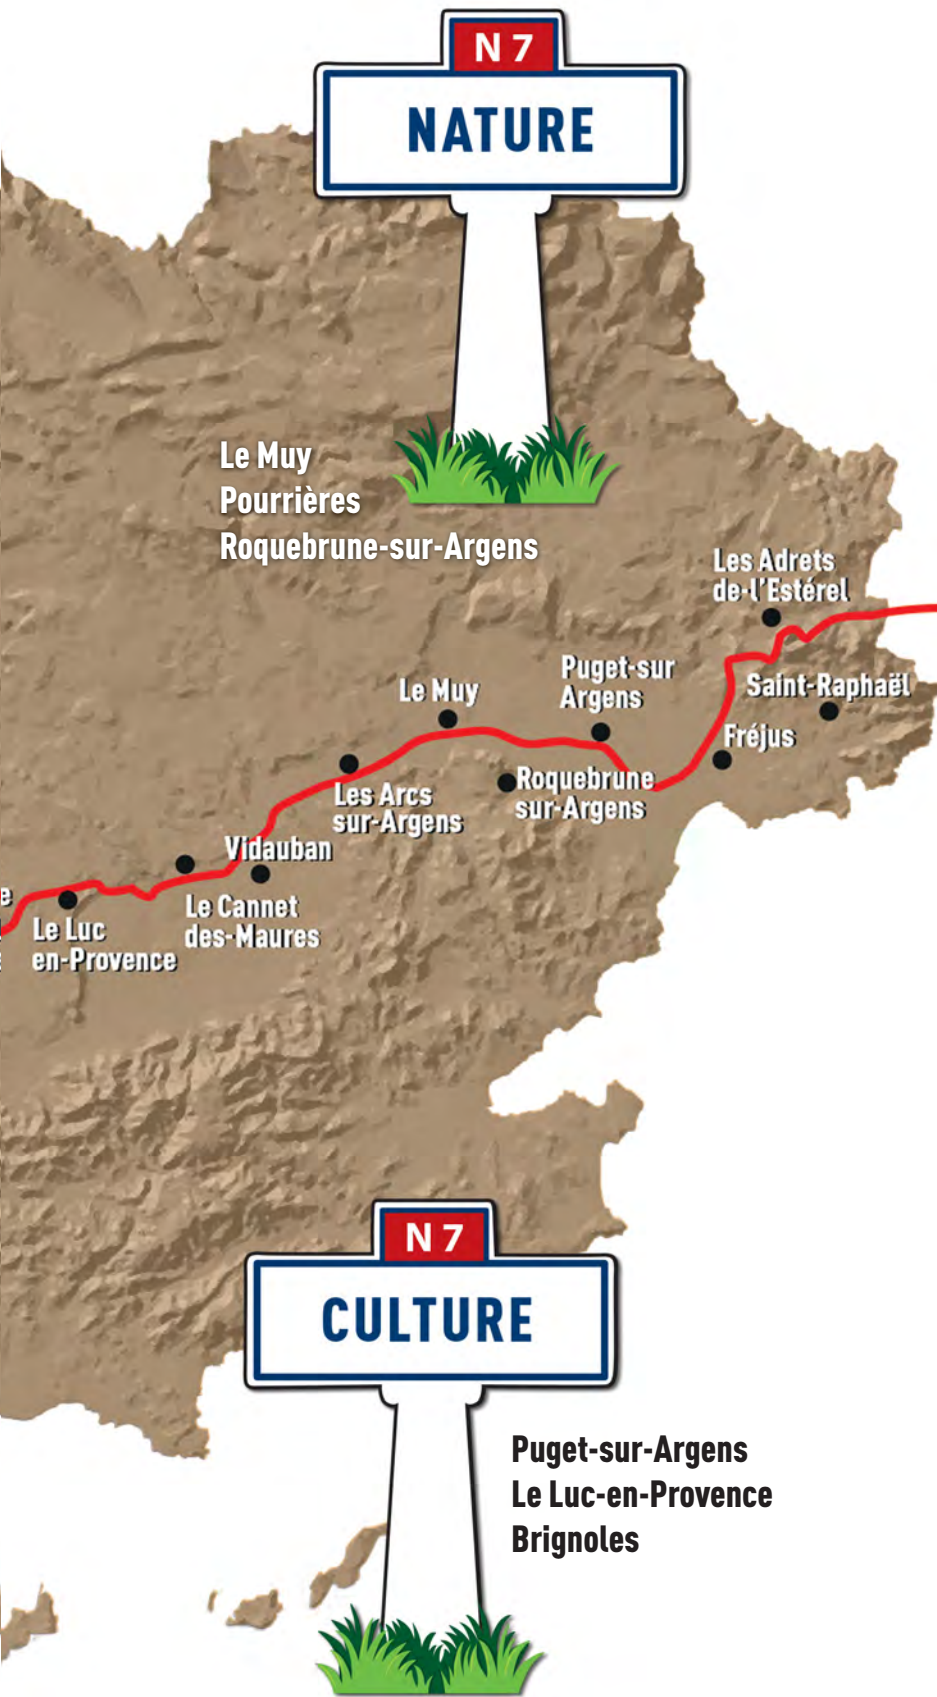 N 7
NATURE
Le Muy
Pourrières
Roquebrune-sur-Argens
Les Adrets
de-l'Estérel
Puget-sur
Argens
Saint-Raphaël
Le Muy
Fréjus
Roquebrune
sur-Argens
Les Arcs
sur-Argens
Vidauban
Le Cannet
des-Maures
Le Luc
en-Provence
N 7
CULTURE
Puget-sur-Argens
Le Luc-en-Provence
Brignoles